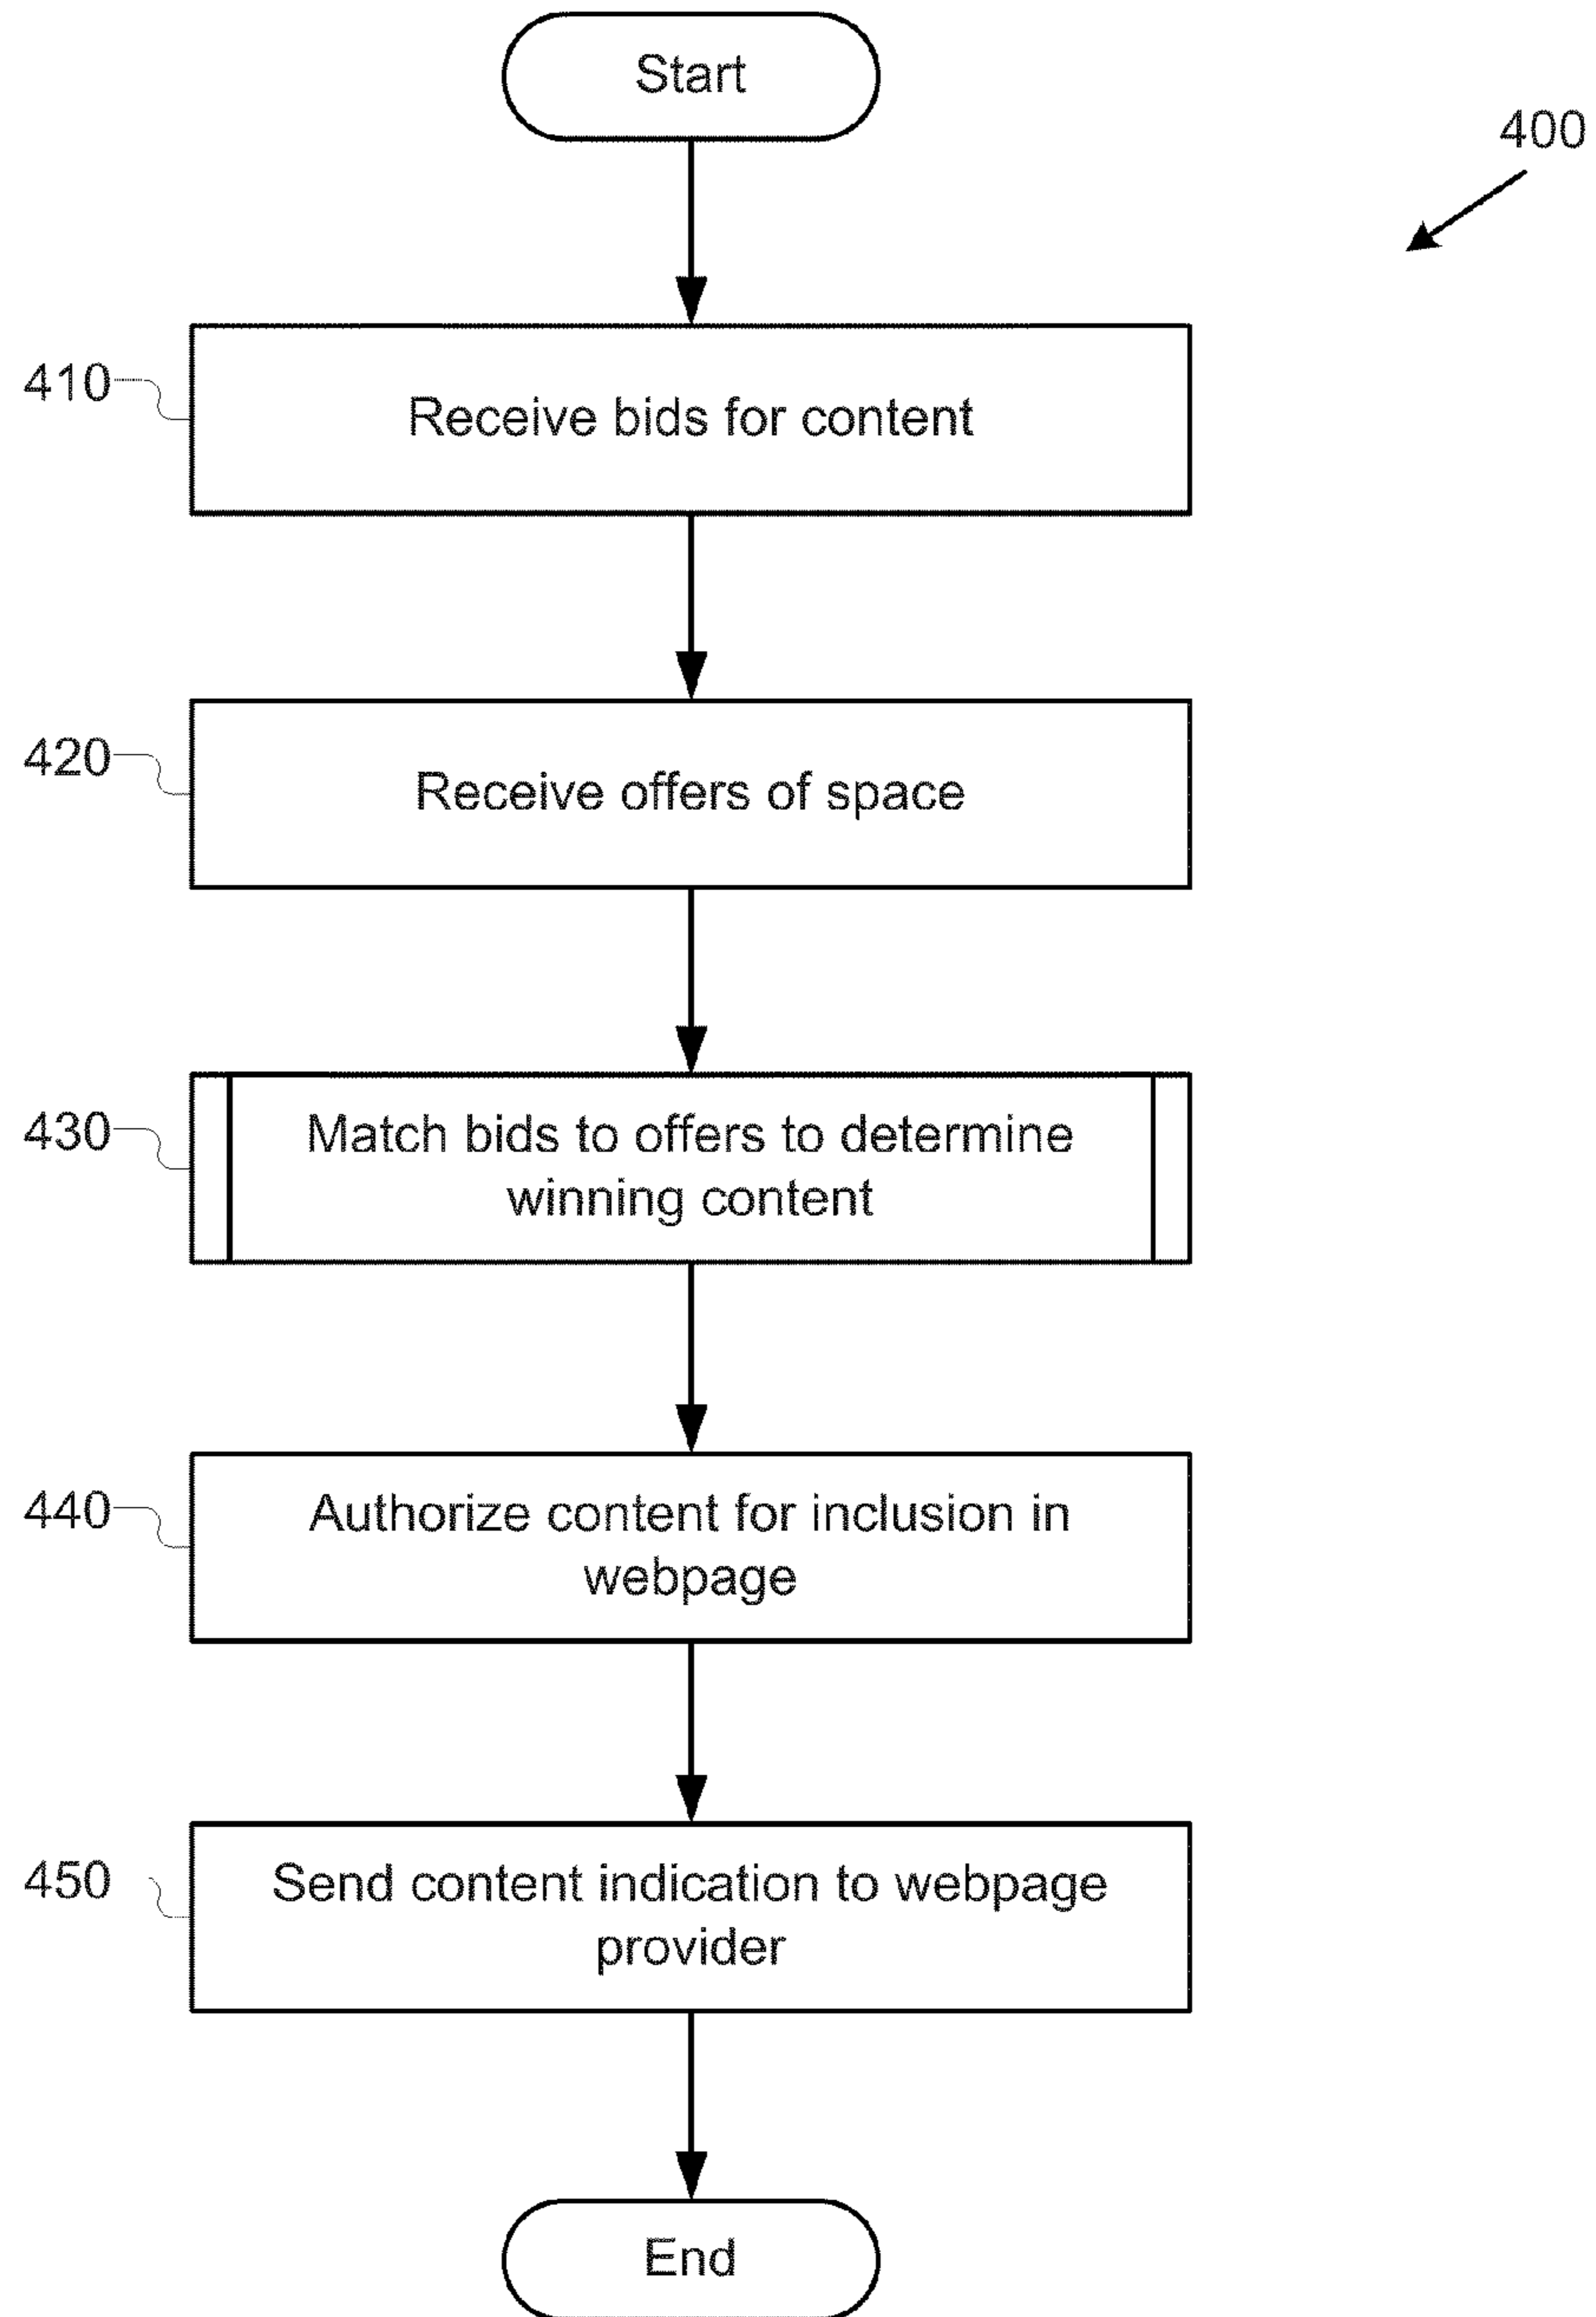 Start
400
410
Receive bids for content
420
Receive offers of space
430
Match bids to offers to determine
winning content
440
Authorize content for inclusion in
webpage
450
Send content indication to webpage
provider
End